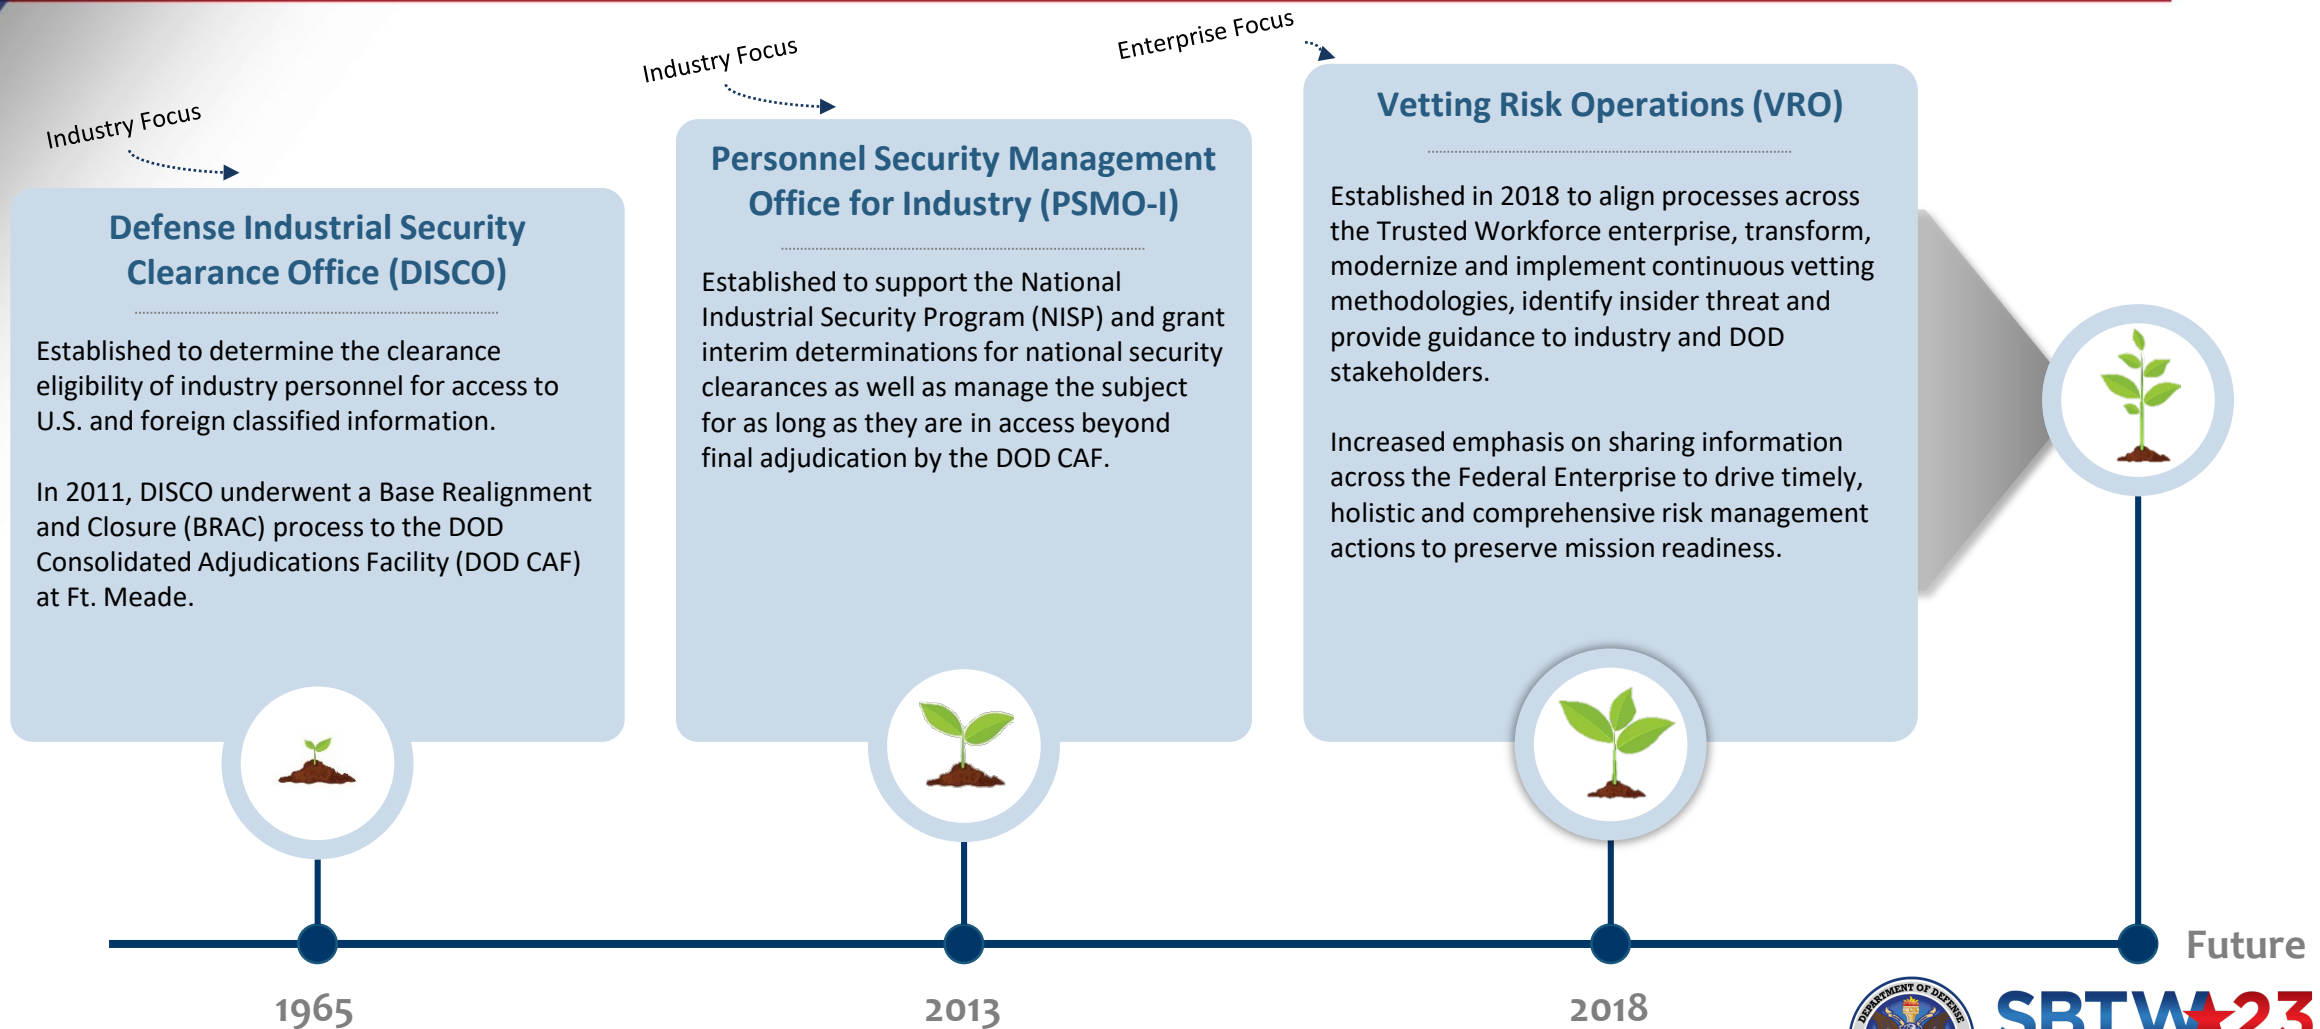 Industry Focus
Defense Industrial Security
Clearance Office (DISCO)
Established to determine the clearance
eligibility of industry personnel for access to
U.S. and foreign classified information.
In 2011, DISCO underwent a Base Realignment
and Closure (BRAC) process to the DOD
Consolidated Adjudications Facility (DOD CAF)
at Ft. Meade.
Industry Focus
Personnel Security Management
Office for Industry (PSMO-I)
Established to support the National
Industrial Security Program (NISP) and grant
interim determinations for national security
clearances as well as manage the subject
for as long as they are in access beyond
final adjudication by the DOD CAF.
Enterprise Focus
Vetting Risk Operations (VRO)
Established in 2018 to align processes across
the Trusted Workforce enterprise, transform,
modernize and implement continuous vetting
methodologies, identify insider threat and
provide guidance to industry and DOD
stakeholders.
Increased emphasis on sharing information
across the Federal Enterprise to drive timely,
holistic and comprehensive risk management
actions to preserve mission readiness.
1965
2013
2018
Future
DEPARTMENT OF DEFENSE
SBTW★23